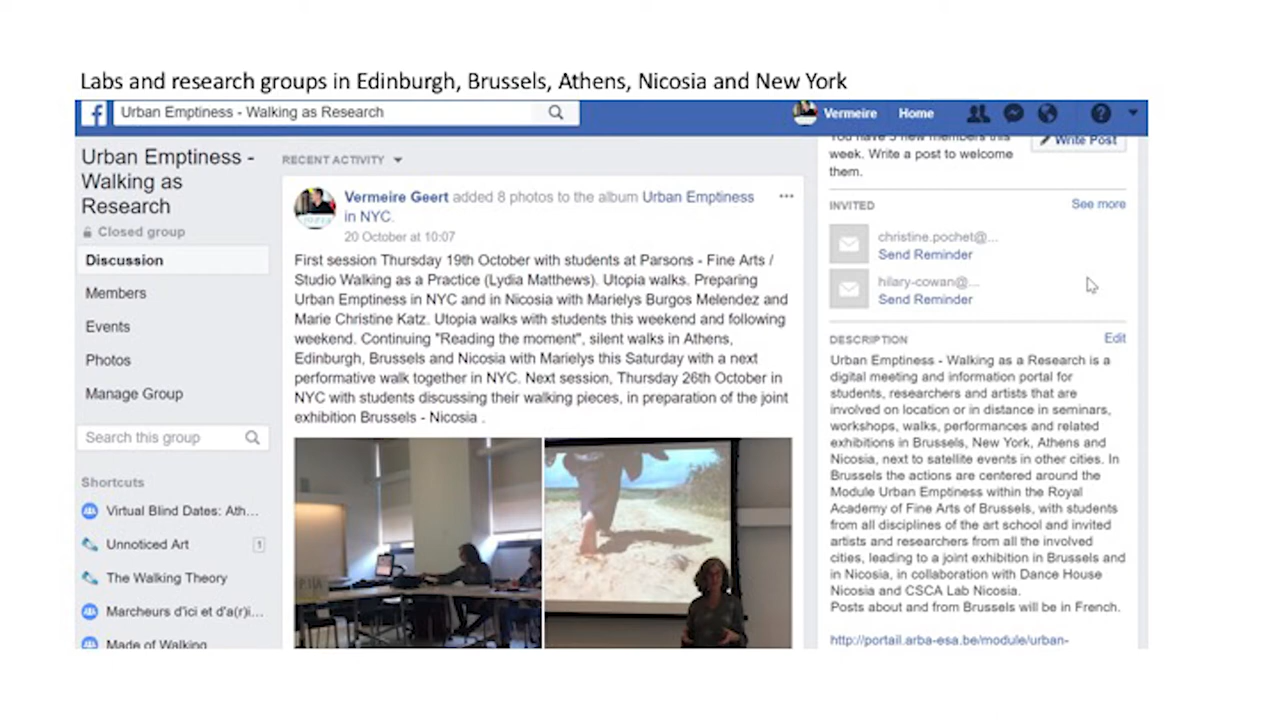 Labs and research groups in Edinburgh, Brussels, Athens, Nicosia and New York
Urban Emptiness - Walking as Research
Vermeire Home
Urban Emptiness -
Walking as
Research
Closed group
Discussion
Members
Events
Photos
Manage Group
Search this group
Shortcuts
Virtual Blind Dates: Ath...
Unnoticed Art 1
The Walking Theory
Marcheurs d'ici et d'a(r)i...
Made of Walking
RECENT ACTIVITY
Vermeire Geert added 8 photos to the album Urban Emptiness
in NYC.
20 October at 10:07
First session Thursday 19th October with students at Parsons - Fine Arts /
Studio Walking as a Practice (Lydia Matthews). Utopia walks. Preparing
Urban Emptiness in NYC and in Nicosia with Marielys Burgos Melendez and
Marie Christine Katz. Utopia walks with students this weekend and following
weekend. Continuing "Reading the moment", silent walks in Athens,
Edinburgh, Brussels and Nicosia with Marielys this Saturday with a next
performative walk together in NYC. Next session, Thursday 26th October in
NYC with students discussing their walking pieces, in preparation of the joint
exhibition Brussels - Nicosia .
You have 5 new members this
week. Write a post to welcome
them.
Write Post
INVITED See more
christine.pochet@...
Send Reminder
hilary-cowan@...
Send Reminder
DESCRIPTION Edit
Urban Emptiness - Walking as a Research is a
digital meeting and information portal for
students, researchers and artists that are
involved on location or in distance in seminars,
workshops, walks, performances and related
exhibitions in Brussels, New York, Athens and
Nicosia, next to satellite events in other cities. In
Brussels the actions are centered around the
Module Urban Emptiness within the Royal
Academy of Fine Arts of Brussels, with students
from all disciplines of the art school and invited
artists and researchers from all the involved
cities, leading to a joint exhibition in Brussels and
in Nicosia, in collaboration with Dance House
Nicosia and CSCA Lab Nicosia.
Posts about and from Brussels will be in French.
http://portail.arba-esa.be/module/urban-